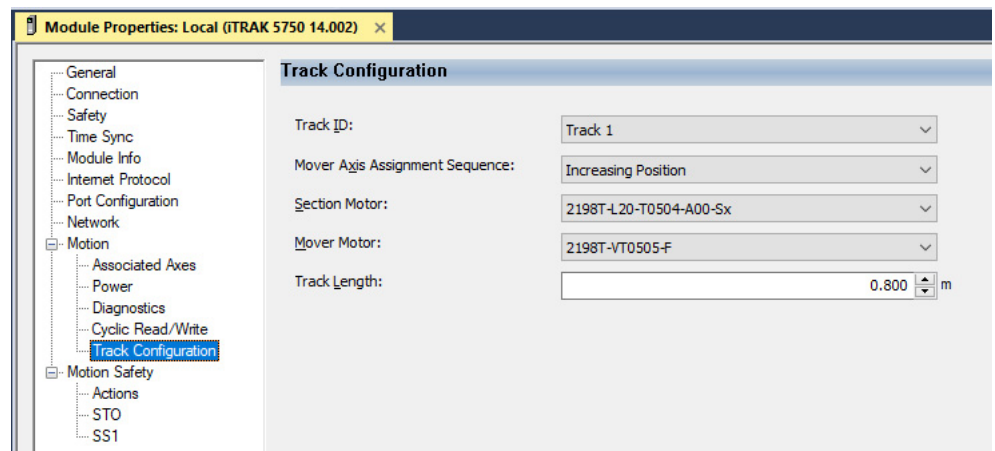 Module Properties: Local (iTRAK 5750 14.002) ×
General
Connection
Safety
Time Sync
Module Info
Internet Protocol
Port Configuration
Network
Motion
Associated Axes
Power
Diagnostics
Cyclic Read/Write
Track Configuration
Motion Safety
Actions
STO
SS1
Track Configuration
Track ID: Track 1
Mover Axis Assignment Sequence: Increasing Position
Section Motor: 2198T-L20-T0504-A00-Sx
Mover Motor: 2198T-VT0505-F
Track Length: 0.800 m